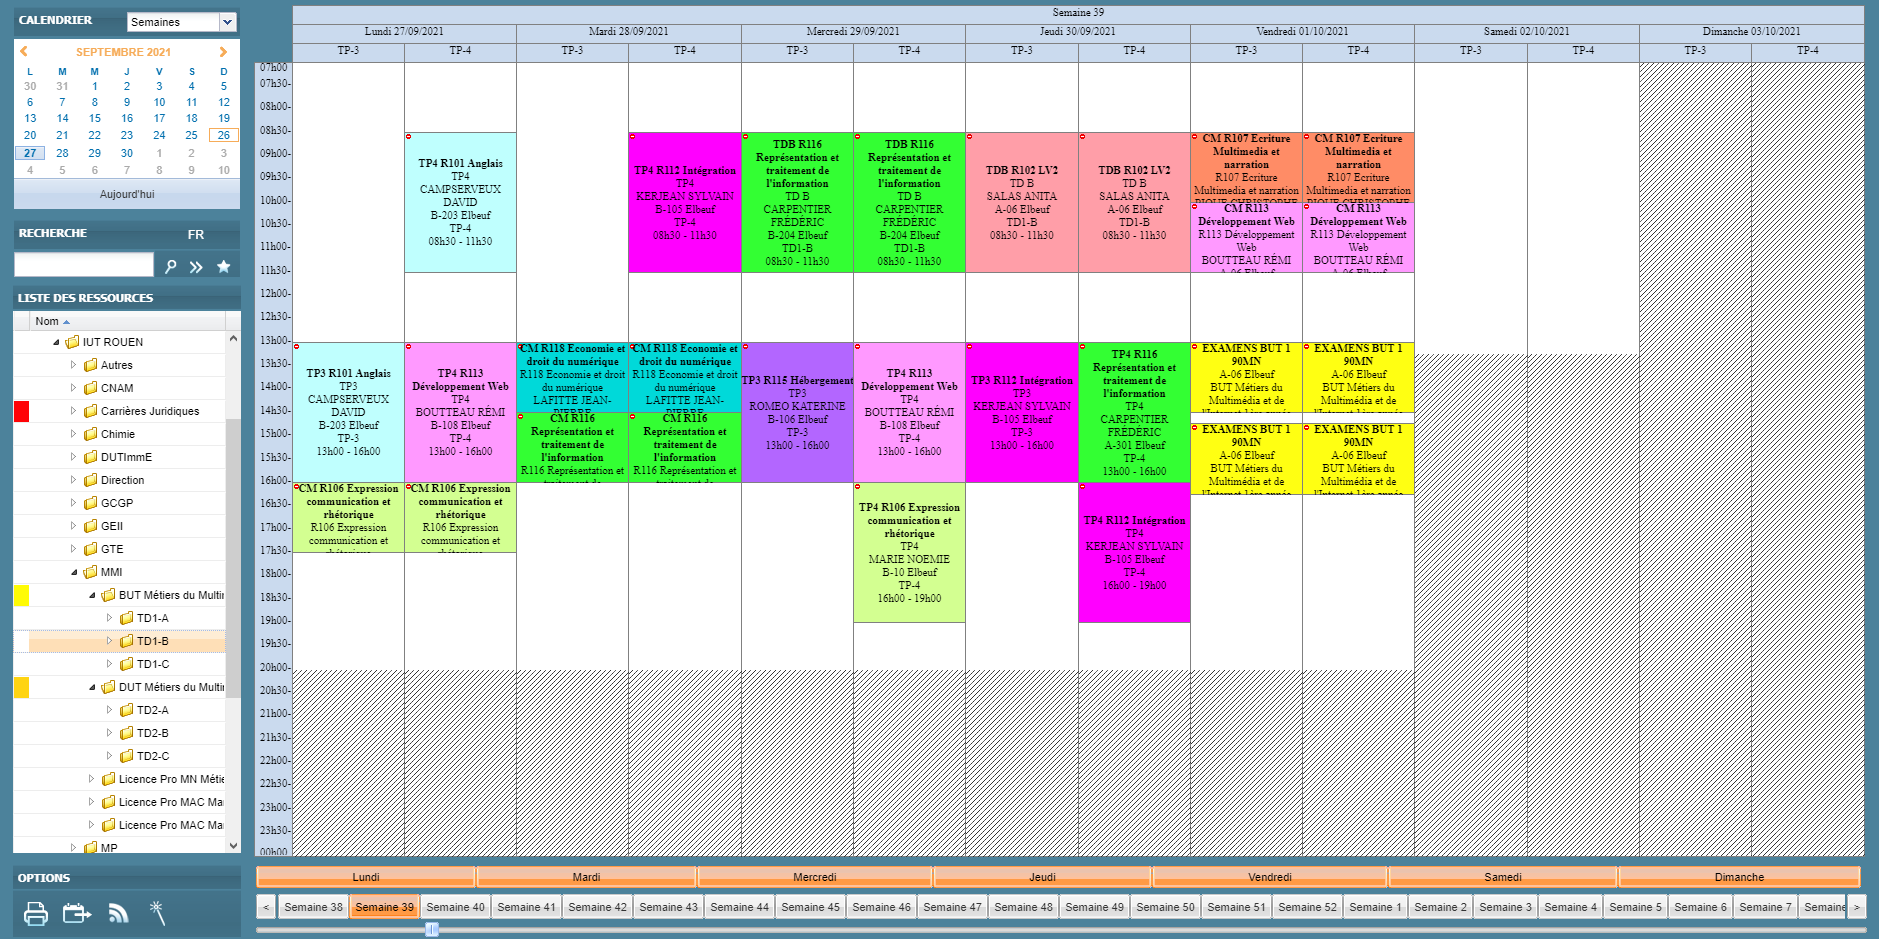 CALENDRIER
Semaines
SEPTEMBRE 2021
L M M J V S D
30 31 1 2 3 4 5
6 7 8 9 10 11 12
13 14 15 16 17 18 19
20 21 22 23 24 25 26
27 28 29 30 1 2 3
4 5 6 7 8 9 10
Aujourd'hui
RECHERCHE FR
LISTE DES RESSOURCES
Nom
IUT ROUEN
Autres
CNAM
Carrières Juridiques
Chimie
DUTImmE
Direction
GCGP
GEII
GTE
MMI
BUT Métiers du Multi
TD1-A
TD1-B
TD1-C
DUT Métiers du Multi
TD2-A
TD2-B
TD2-C
Licence Pro MN Métie
Licence Pro MAC Ma
Licence Pro MAC Ma
MP
OPTIONS
Semaine 39
Lundi 27/09/2021 Mardi 28/09/2021 Mercredi 29/09/2021 Jeudi 30/09/2021 Vendredi 01/10/2021 Samedi 02/10/2021 Dimanche 03/10/2021
TP-3 TP-4 TP-3 TP-4 TP-3 TP-4 TP-3 TP-4 TP-3 TP-4 TP-3 TP-4 TP-3 TP-4
07h00
07h30-
08h00-
08h30-
09h00-
09h30-
10h00-
10h30-
11h00-
11h30-
12h00-
12h30-
13h00-
13h30-
14h00-
14h30-
15h00-
15h30-
16h00-
16h30-
17h00-
17h30-
18h00-
18h30-
19h00-
19h30-
20h00-
20h30-
21h00-
21h30-
22h00-
22h30-
23h00-
23h30-
00h00
TP4 R101 Anglais
TP4
CAMPSERVEUX
DAVID
B-203 Elbeuf
TP-4
08h30 - 11h30
TP4 R112 Intégration
TP4
KERJEAN SYLVAIN
B-105 Elbeuf
TP-4
08h30 - 11h30
TDB R116
Représentation et
traitement de
l'information
TD B
CARPENTIER
FRÉDÉRIC
B-204 Elbeuf
TD1-B
08h30 - 11h30
TDB R116
Représentation et
traitement de
l'information
TD B
CARPENTIER
FRÉDÉRIC
B-204 Elbeuf
TD1-B
08h30 - 11h30
TDB R102 LV2
TD B
SALAS ANITA
A-06 Elbeuf
TD1-B
08h30 - 11h30
TDB R102 LV2
TD B
SALAS ANITA
A-06 Elbeuf
TD1-B
08h30 - 11h30
CM R107 Ecriture
Multimedia et
narration
R107 Ecriture
Multimedia et narration
PIQUE CHRISTOPHE
CM R107 Ecriture
Multimedia et
narration
R107 Ecriture
Multimedia et narration
PIQUE CHRISTOPHE
CM R113
Développement Web
R113 Développement
Web
BOUTTEAU RÉMI
A-06 Elbeuf
CM R113
Développement Web
R113 Développement
Web
BOUTTEAU RÉMI
A-06 Elbeuf
TP3 R101 Anglais
TP3
CAMPSERVEUX
DAVID
B-203 Elbeuf
TP-3
13h00 - 16h00
TP4 R113
Développement Web
TP4
BOUTTEAU RÉMI
B-108 Elbeuf
TP-4
13h00 - 16h00
CM R118 Economie et
droit du numérique
R118 Economie et droit
du numérique
LAFITTE JEAN-
PIERRE
CM R118 Economie et
droit du numérique
R118 Economie et droit
du numérique
LAFITTE JEAN-
PIERRE
CM R116
Représentation et
traitement de
l'information
R116 Représentation et
traitement de
CM R116
Représentation et
traitement de
l'information
R116 Représentation et
traitement de
TP3 R115 Hébergement
TP3
ROMEO KATERINE
B-106 Elbeuf
TP-3
13h00 - 16h00
TP4 R113
Développement Web
TP4
BOUTTEAU RÉMI
B-108 Elbeuf
TP-4
13h00 - 16h00
TP3 R112 Intégration
TP3
KERJEAN SYLVAIN
B-105 Elbeuf
TP-3
13h00 - 16h00
TP4 R116
Représentation et
traitement de
l'information
TP4
CARPENTIER
FRÉDÉRIC
A-301 Elbeuf
TP-4
13h00 - 16h00
EXAMENS BUT 1
90MN
A-06 Elbeuf
BUT Métiers du
Multimédia et de
l'Internet 1ère année
EXAMENS BUT 1
90MN
A-06 Elbeuf
BUT Métiers du
Multimédia et de
l'Internet 1ère année
EXAMENS BUT 1
90MN
A-06 Elbeuf
BUT Métiers du
Multimédia et de
l'Internet 1ère année
EXAMENS BUT 1
90MN
A-06 Elbeuf
BUT Métiers du
Multimédia et de
l'Internet 1ère année
CM R106 Expression
communication et
rhétorique
R106 Expression
communication et
rhétorique
CM R106 Expression
communication et
rhétorique
R106 Expression
communication et
rhétorique
TP4 R106 Expression
communication et
rhétorique
TP4
MARIE NOEMIE
B-10 Elbeuf
TP-4
16h00 - 19h00
TP4 R112 Intégration
TP4
KERJEAN SYLVAIN
B-105 Elbeuf
TP-4
16h00 - 19h00
Lundi Mardi Mercredi Jeudi Vendredi Samedi Dimanche
< Semaine 38 Semaine 39 Semaine 40 Semaine 41 Semaine 42 Semaine 43 Semaine 44 Semaine 45 Semaine 46 Semaine 47 Semaine 48 Semaine 49 Semaine 50 Semaine 51 Semaine 52 Semaine 1 Semaine 2 Semaine 3 Semaine 4 Semaine 5 Semaine 6 Semaine 7 Semaine >